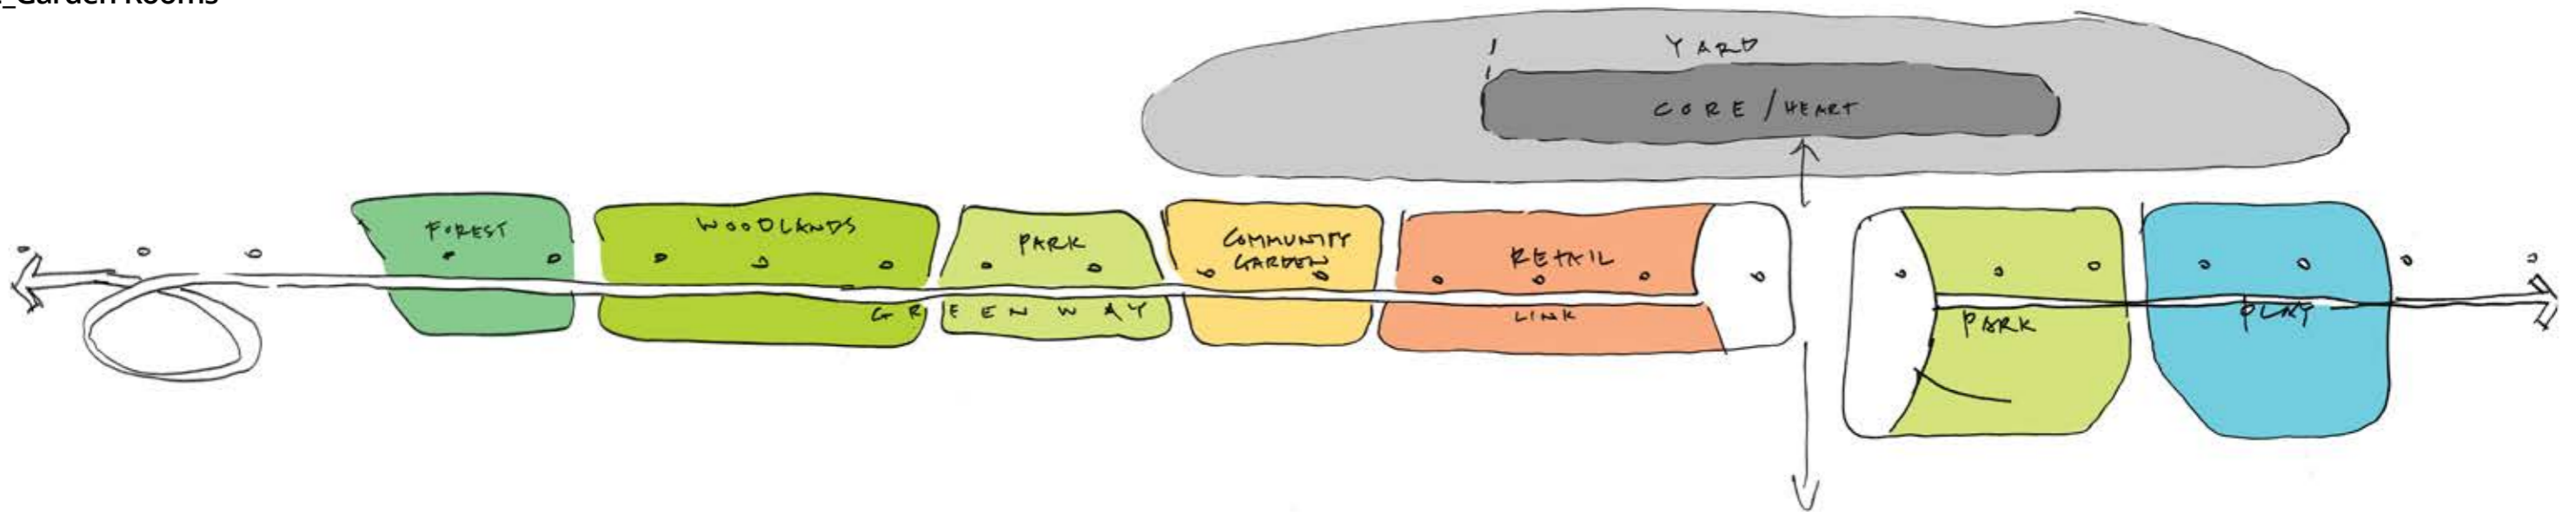 _Garden Rooms
YARD
CORE / HEART
FOREST
WOODLANDS
PARK
COMMUNITY
GARDEN
RETAIL
GREENWAY
LINK
PARK
PLAY